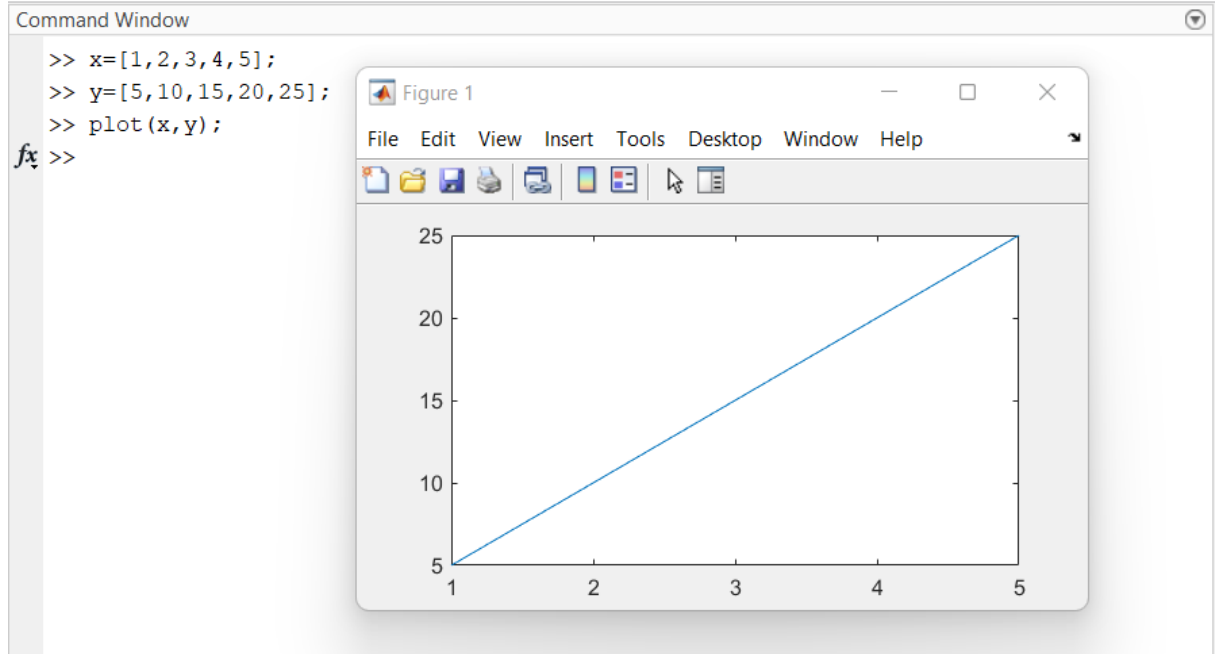 Command Window
>> x=[1,2,3,4,5];
>> y=[5,10,15,20,25];
>> plot(x,y);
fx >>
Figure 1
File Edit View Insert Tools Desktop Window Help
25
20
15
10
5
1 2 3 4 5